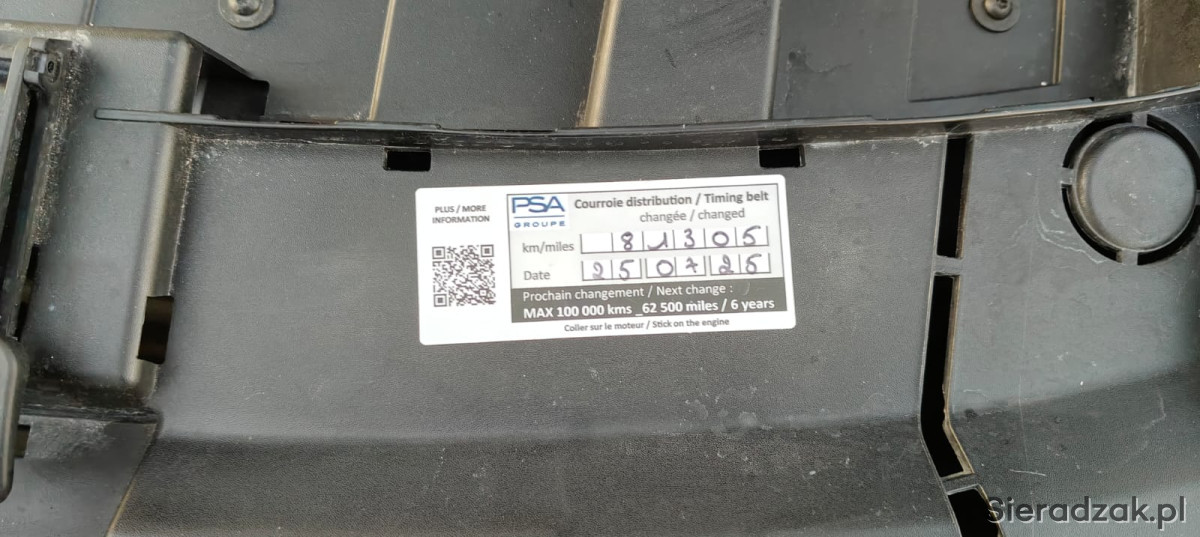 PLUS / MORE
INFORMATION
PSA
GROUPE
Courroie distribution / Timing belt
changée / changed
km/miles 81305
Date 250725
Prochain changement / Next change :
MAX 100 000 kms _62 500 miles / 6 years
Coller sur le moteur / Stick on the engine
Sieradzak.pl